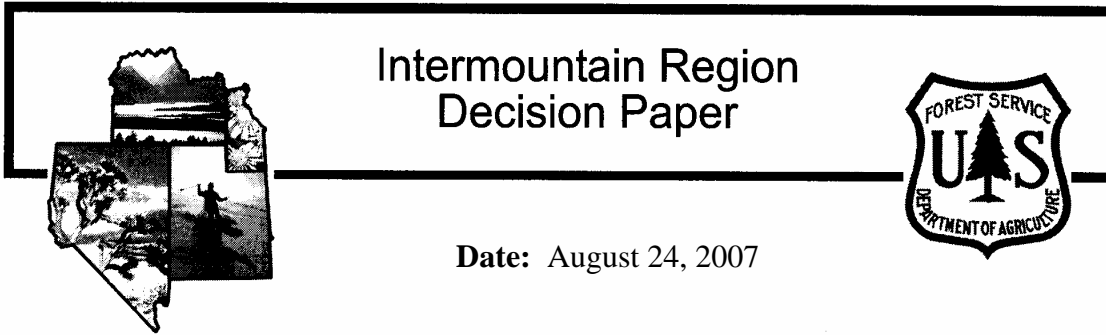 Intermountain Region
Decision Paper
FOREST SERVICE
U S
DEPARTMENT OF AGRICULTURE
Date: August 24, 2007